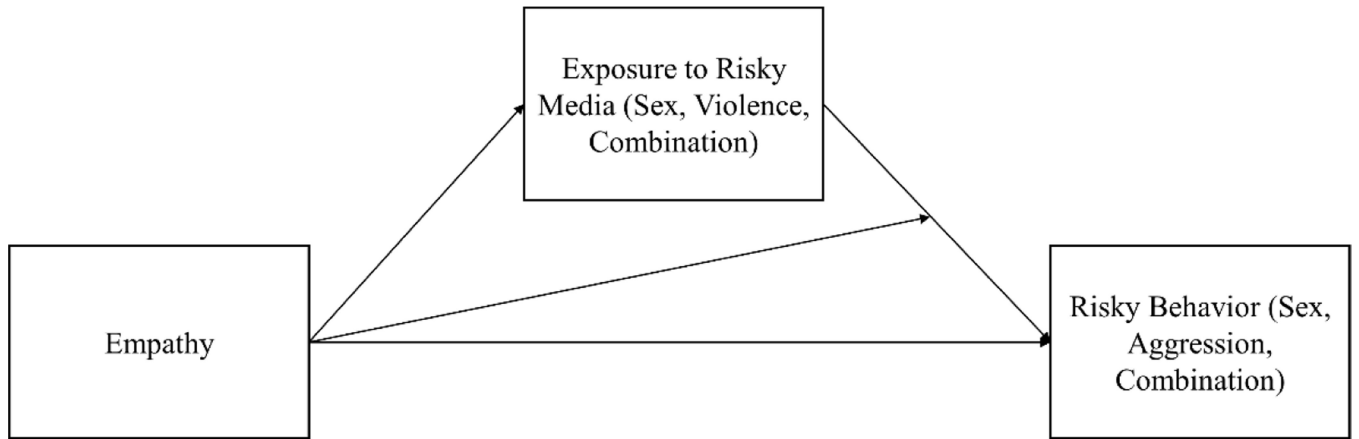 Exposure to Risky
Media (Sex, Violence,
Combination)
Empathy
Risky Behavior (Sex,
Aggression,
Combination)